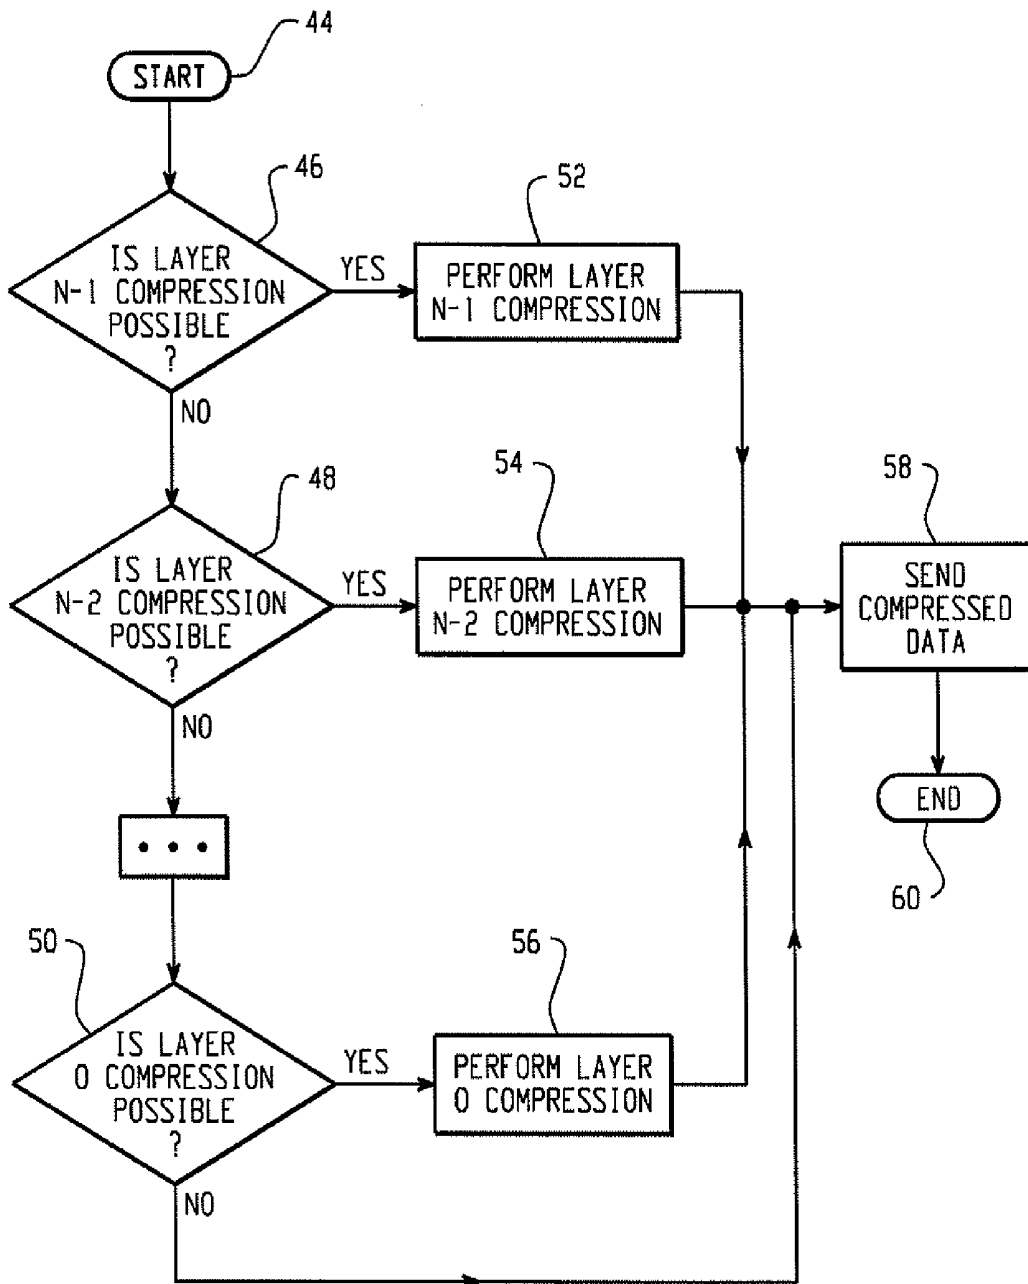 44
START
46
IS LAYER
N-1 COMPRESSION
POSSIBLE
?
YES
NO
52
PERFORM LAYER
N-1 COMPRESSION
48
IS LAYER
N-2 COMPRESSION
POSSIBLE
?
YES
NO
54
PERFORM LAYER
N-2 COMPRESSION
58
SEND
COMPRESSED
DATA
END
60
• • •
50
IS LAYER
0 COMPRESSION
POSSIBLE
?
YES
NO
56
PERFORM LAYER
0 COMPRESSION